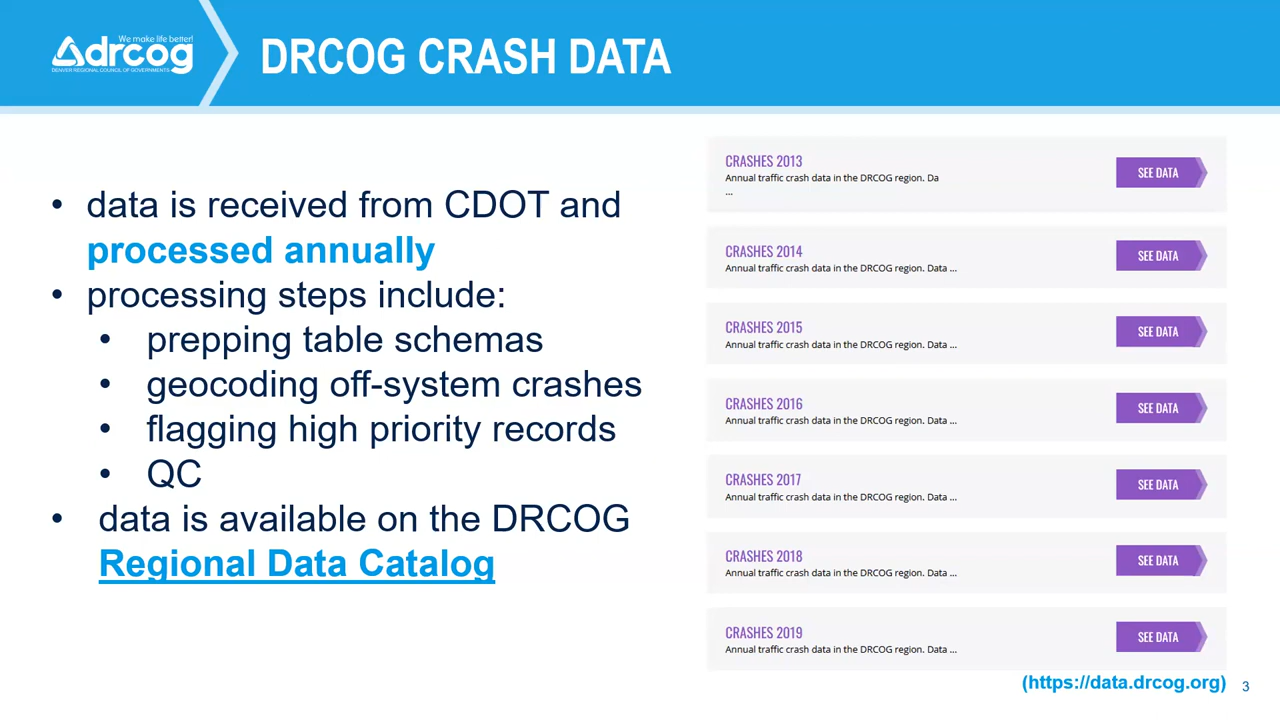 We make life better!
drcog
DENVER REGIONAL COUNCIL OF GOVERNMENTS
DRCOG CRASH DATA
• data is received from CDOT and
processed annually
• processing steps include:
• prepping table schemas
• geocoding off-system crashes
• flagging high priority records
• QC
• data is available on the DRCOG
Regional Data Catalog
CRASHES 2013
Annual traffic crash data in the DRCOG region. Da
...
SEE DATA
CRASHES 2014
Annual traffic crash data in the DRCOG region. Data ...
SEE DATA
CRASHES 2015
Annual traffic crash data in the DRCOG region. Data ...
SEE DATA
CRASHES 2016
Annual traffic crash data in the DRCOG region. Data ...
SEE DATA
CRASHES 2017
Annual traffic crash data in the DRCOG region. Data ...
SEE DATA
CRASHES 2018
Annual traffic crash data in the DRCOG region. Data ...
SEE DATA
CRASHES 2019
Annual traffic crash data in the DRCOG region. Data ...
SEE DATA
(https://data.drcog.org)
3